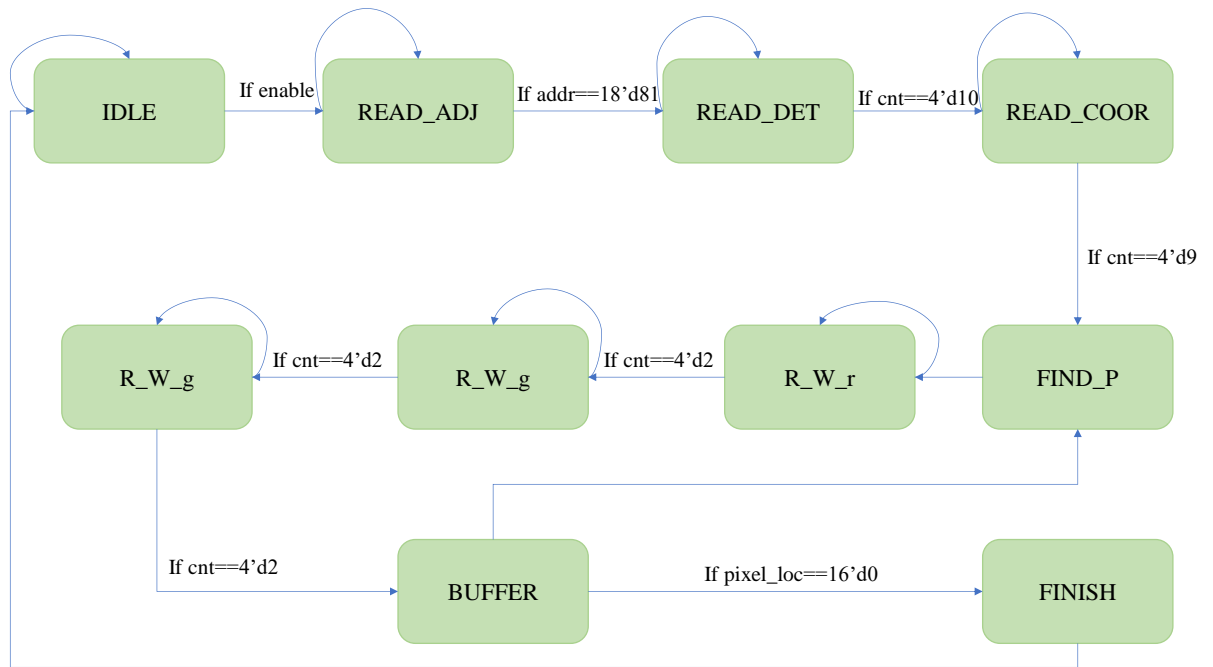 IDLE
If enable
READ_ADJ
If addr==18’d81
READ_DET
If cnt==4’d10
READ_COOR
If cnt==4’d9
R_W_g
If cnt==4’d2
R_W_g
If cnt==4’d2
R_W_r
FIND_P
If cnt==4’d2
BUFFER
If pixel_loc==16’d0
FINISH